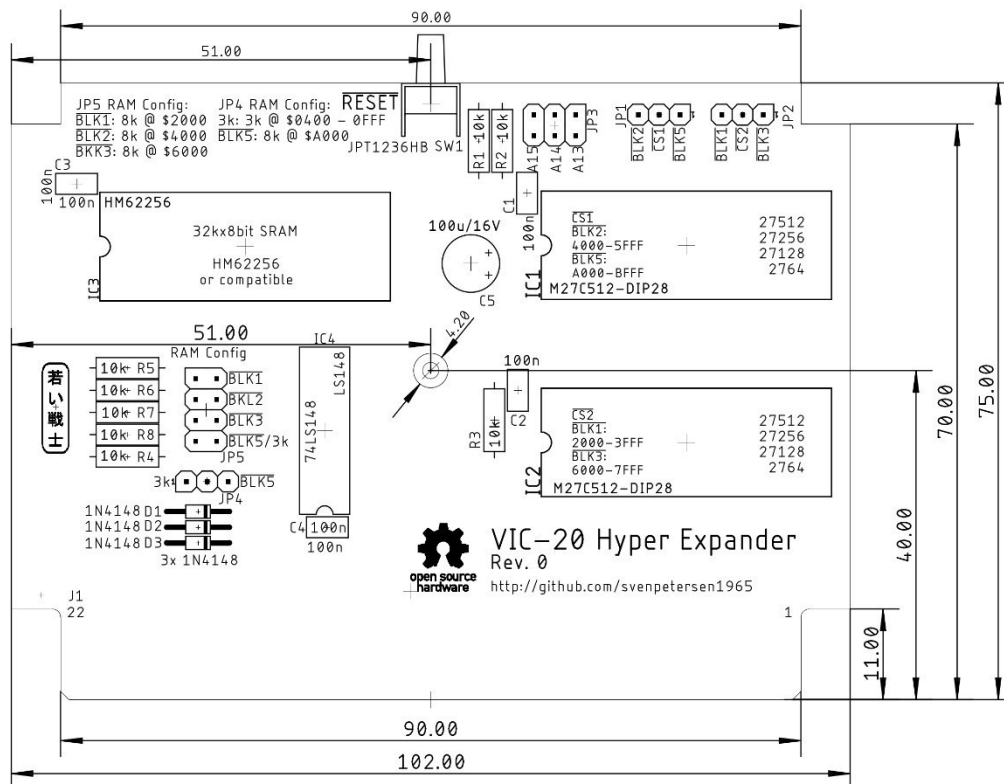 90.00
51.00
JP5 RAM Config:
BLK1: 8k @ $2000
BLK2: 8k @ $4000
BKK3: 8k @ $6000
JP4 RAM Config:
3k: 3k @ $0400 - 0FFF
BLK5: 8k @ $A000
RESET
JPT1236HB SW1
R1 10k
R2 10k
A15
A14
A13
JP3
JP1
BLK2
CS1
BLK5
BLK1
CS2
BLK3
JP2
C3
100n
100n
HM62256
32kx8bit SRAM
HM62256
or compatible
IC3
100u/16V
C5
C1
100n
CS1
BLK2:
4000-5FFF
BLK5:
A000-BFFF
27512
27256
27128
2764
IC1
M27C512-DIP28
51.00
4.20
RAM Config
若い戦士
10k R5
10k R6
10k R7
10k R8
10k R4
BLK1
BKL2
BLK3
BLK5/3k
JP5
3k
BLK5
JP4
IC4
LS148
74LS148
C4 100n
100n
100n
C2
R3
10k
CS2
BLK1:
2000-3FFF
BLK3:
6000-7FFF
27512
27256
27128
2764
IC2
M27C512-DIP28
1N4148 D1
1N4148 D2
1N4148 D3
3x 1N4148
open source
hardware
VIC-20 Hyper Expander
Rev. 0
http://github.com/svenpetersen1965
J1
22
1
11.00
40.00
70.00
75.00
90.00
102.00